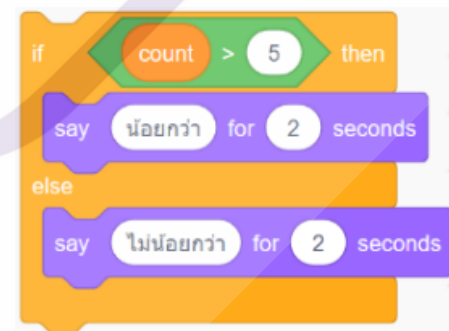 if count > 5 then
say น้อยกว่า for 2 seconds
else
say ไม่น้อยกว่า for 2 seconds